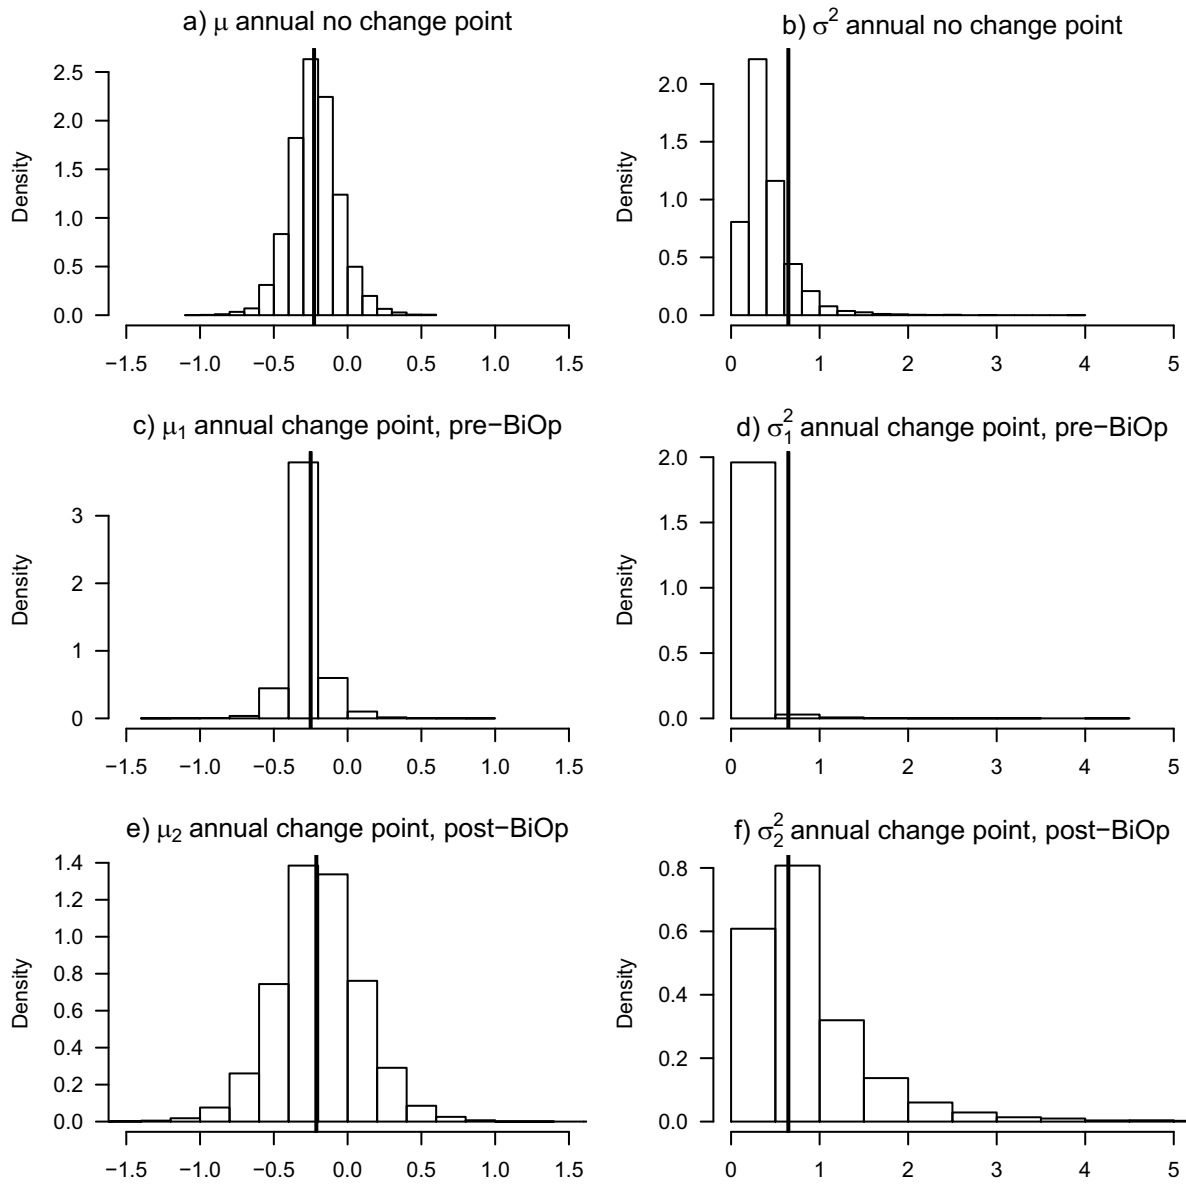 a) μ annual no change point
Density
2.5
2.0
1.5
1.0
0.5
0.0
−1.5 −1.0 −0.5 0.0 0.5 1.0 1.5
b) σ² annual no change point
Density
2.0
1.5
1.0
0.5
0.0
0 1 2 3 4 5
c) μ₁ annual change point, pre−BiOp
Density
3
2
1
0
−1.5 −1.0 −0.5 0.0 0.5 1.0 1.5
d) σ₁² annual change point, pre−BiOp
Density
2.0
1.5
1.0
0.5
0.0
0 1 2 3 4 5
e) μ₂ annual change point, post−BiOp
Density
1.4
1.2
1.0
0.8
0.6
0.4
0.2
0.0
−1.5 −1.0 −0.5 0.0 0.5 1.0 1.5
f) σ₂² annual change point, post−BiOp
Density
0.8
0.6
0.4
0.2
0.0
0 1 2 3 4 5